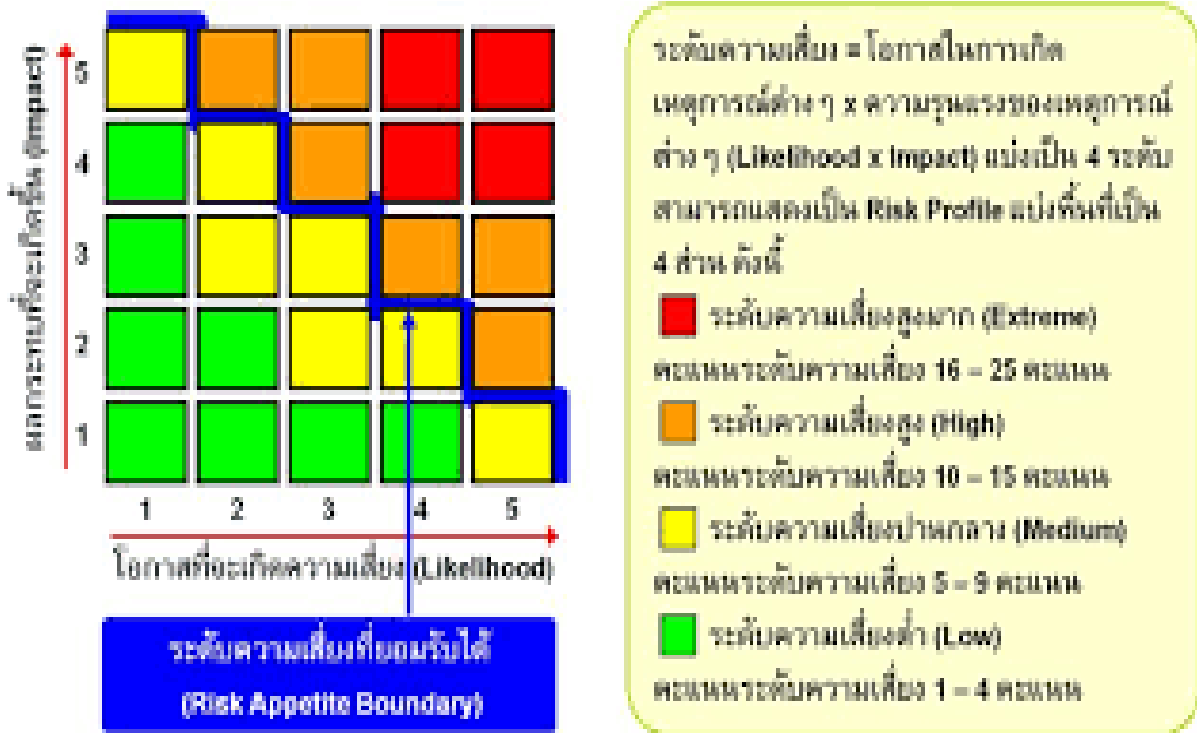 ผลกระทบที่จะเกิดขึ้น (Impact)
5
4
3
2
1
1 2 3 4 5
โอกาสที่จะเกิดความเสี่ยง (Likelihood)
ระดับความเสี่ยงที่ยอมรับได้
(Risk Appetite Boundary)
ระดับความเสี่ยง = โอกาสในการเกิด
เหตุการณ์ต่าง ๆ x ความรุนแรงของเหตุการณ์
ต่าง ๆ (Likelihood x Impact) แบ่งเป็น 4 ระดับ
สามารถแสดงเป็น Risk Profile แบ่งพื้นที่เป็น
4 ส่วน ดังนี้
ระดับความเสี่ยงสูงมาก (Extreme)
คะแนนระดับความเสี่ยง 16 – 25 คะแนน
ระดับความเสี่ยงสูง (High)
คะแนนระดับความเสี่ยง 10 – 15 คะแนน
ระดับความเสี่ยงปานกลาง (Medium)
คะแนนระดับความเสี่ยง 5 – 9 คะแนน
ระดับความเสี่ยงต่ำ (Low)
คะแนนระดับความเสี่ยง 1 – 4 คะแนน